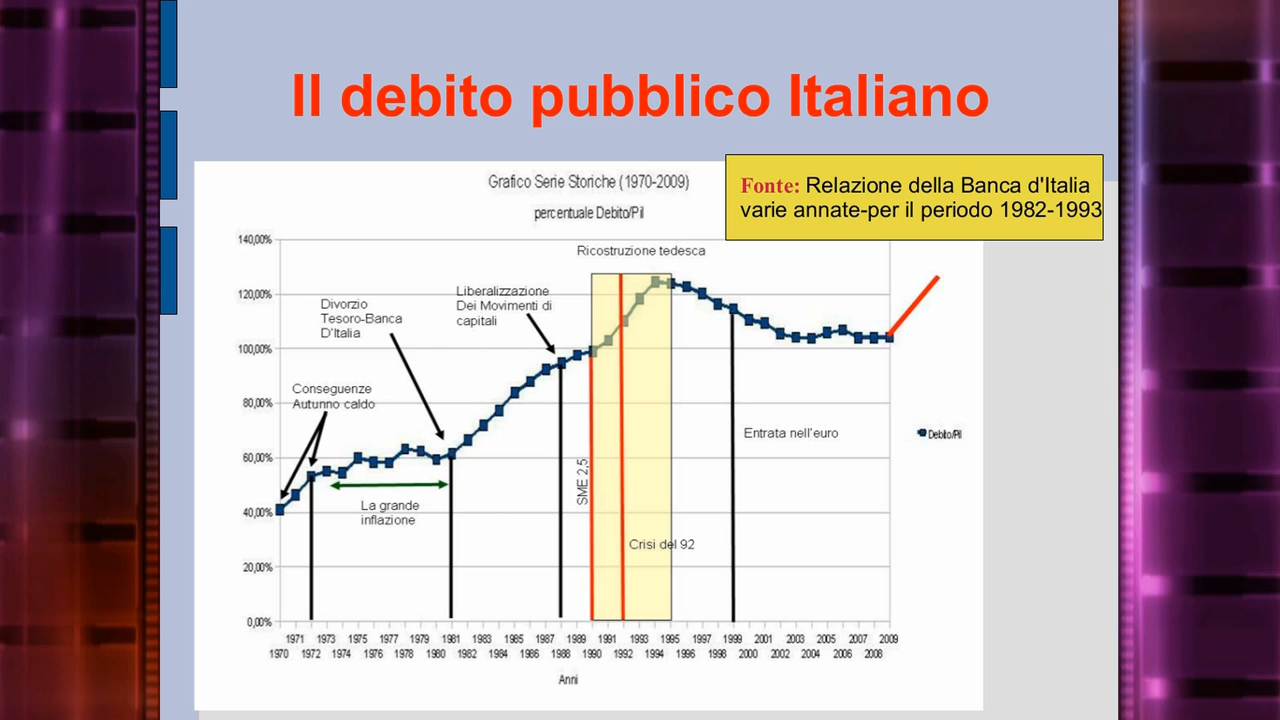 Il debito pubblico Italiano
Fonte: Relazione della Banca d'Italia
varie annate-per il periodo 1982-1993
Grafico Serie Storiche (1970-2009)
percentuale Debito/Pil
140,00%
120,00%
100,00%
80,00%
60,00%
40,00%
20,00%
0,00%
Ricostruzione tedesca
Liberalizzazione
Dei Movimenti di
capitali
Divorzio
Tesoro-Banca
D'Italia
Conseguenze
Autunno caldo
La grande
inflazione
SME 2,5
Crisi del 92
Entrata nell'euro
Debito/Pil
1971 1973 1975 1977 1979 1981 1983 1985 1987 1989 1991 1993 1995 1997 1999 2001 2003 2005 2007 2009
1970 1972 1974 1976 1978 1980 1982 1984 1986 1988 1990 1992 1994 1996 1998 2000 2002 2004 2006 2008
Anni